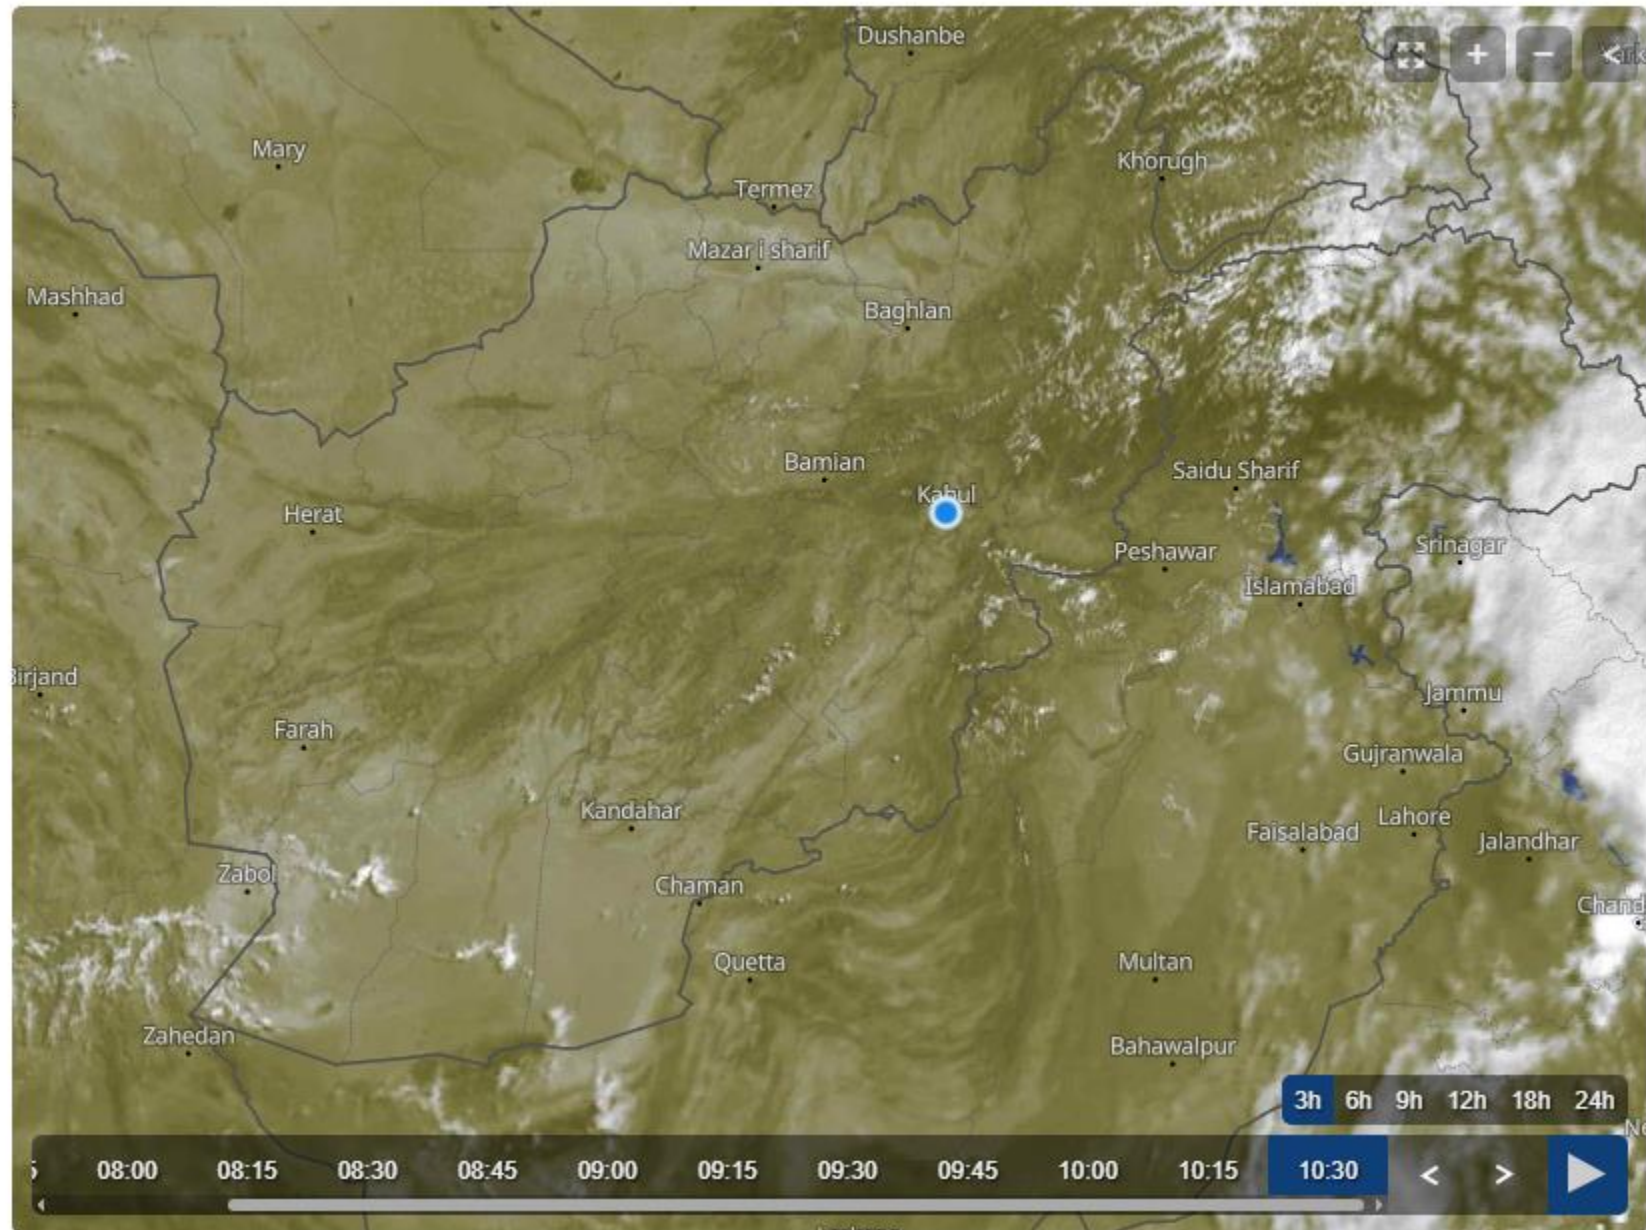 Dushanbe
Mary
Khorugh
Termez
Mazar i sharif
Mashhad
Baghlan
Bamian
Saidu Sharif
Kabul
Herat
Srinagar
Peshawar
Islamabad
Birjand
Jammu
Farah
Gujranwala
Kandahar
Lahore
Faisalabad
Jalandhar
Zabol
Chaman
Chand
Quetta
Multan
Zahedan
Bahawalpur
3h 6h 9h 12h 18h 24h
08:00 08:15 08:30 08:45 09:00 09:15 09:30 09:45 10:00 10:15 10:30